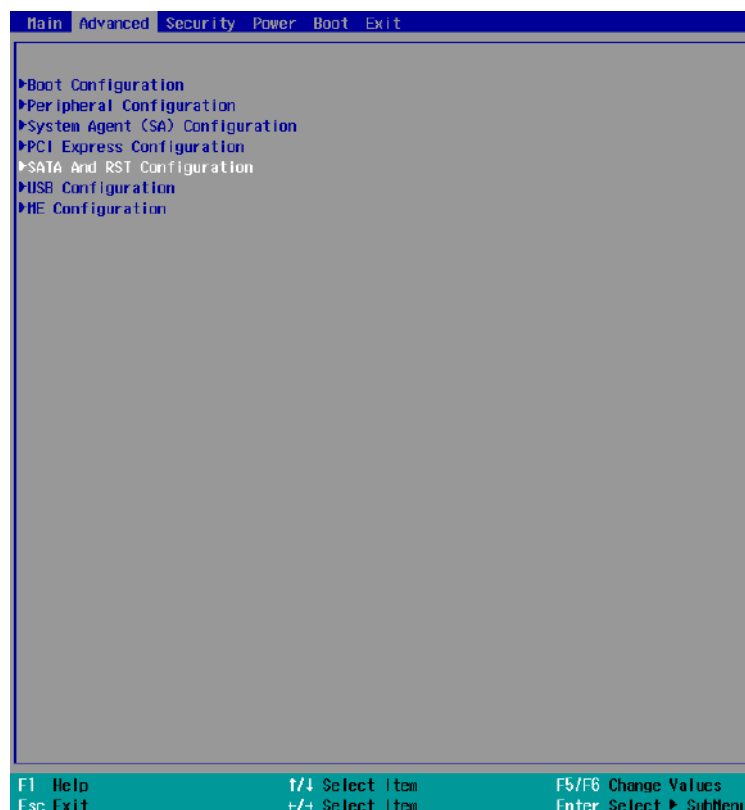 Main Advanced Security Power Boot Exit
▶Boot Configuration
▶Peripheral Configuration
▶System Agent (SA) Configuration
▶PCI Express Configuration
▶SATA And RST Configuration
▶USB Configuration
▶ME Configuration
F1 Help ↑/↓ Select Item F5/F6 Change Values
Esc Exit ←/→ Select Item Enter Select ▶ SubMenu